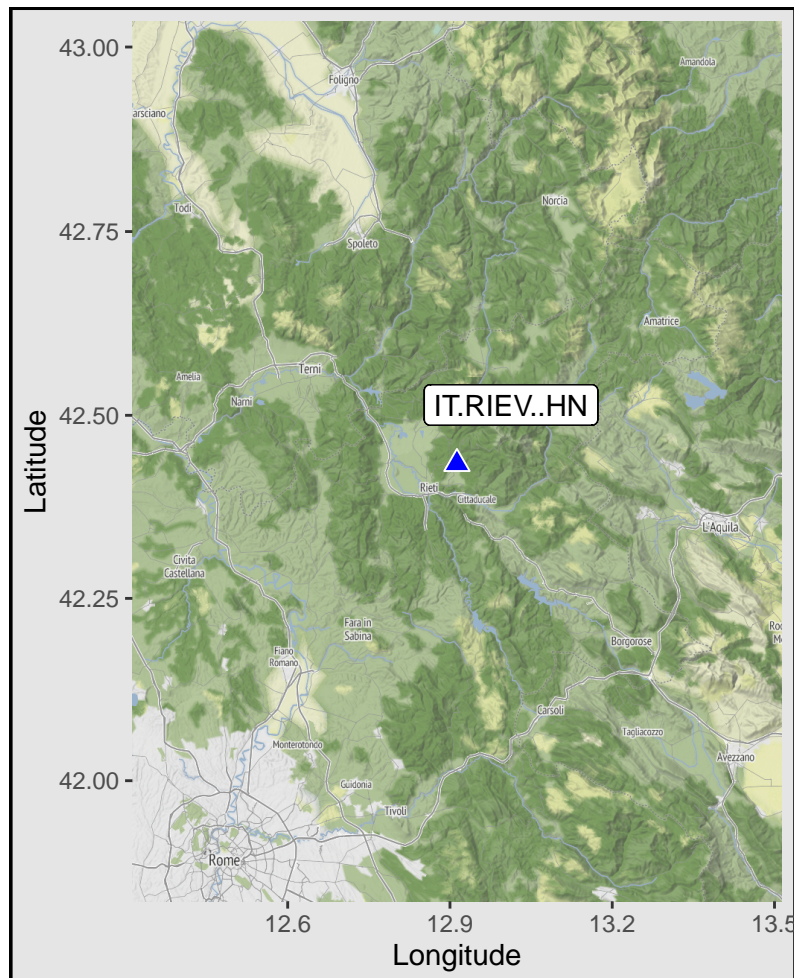 43.00
Amandola
Foligno
arsciano
42.75
Norcia
Todi
Spoleto
Amatrice
Terni
Amelia
Narni
42.50
IT.RIEV..HN
Latitude
Rieti
Cittaducale
L'Aquila
Civita
Castellana
42.25
Fara in
Sabina
Roc
Me
Borgorose
Fiano
Romano
Carsoli
Tagliacozzo
Monterotondo
Avezzano
42.00
Guidonia
Tivoli
Rome
12.6
12.9
13.2
13.5
Longitude